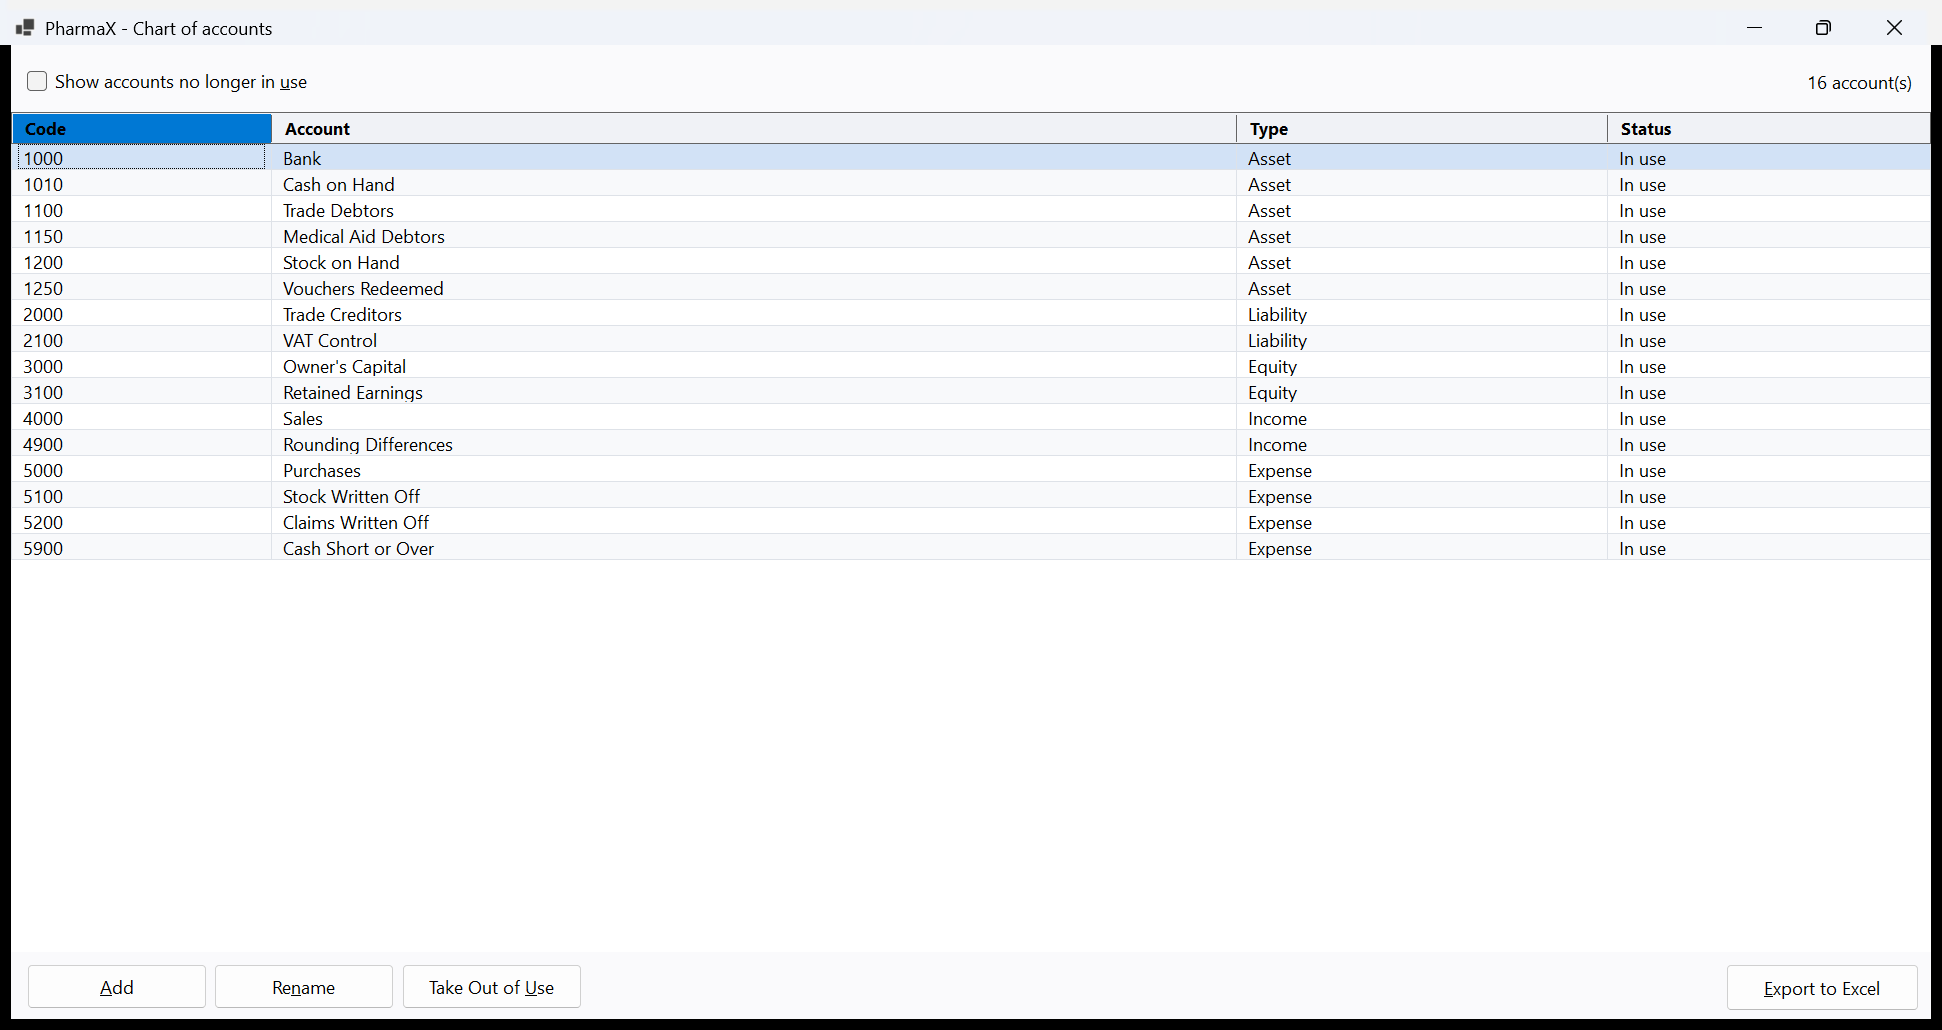 PharmaX - Chart of accounts
Show accounts no longer in use
16 account(s)
Code Account Type Status
1000 Bank Asset In use
1010 Cash on Hand Asset In use
1100 Trade Debtors Asset In use
1150 Medical Aid Debtors Asset In use
1200 Stock on Hand Asset In use
1250 Vouchers Redeemed Asset In use
2000 Trade Creditors Liability In use
2100 VAT Control Liability In use
3000 Owner's Capital Equity In use
3100 Retained Earnings Equity In use
4000 Sales Income In use
4900 Rounding Differences Income In use
5000 Purchases Expense In use
5100 Stock Written Off Expense In use
5200 Claims Written Off Expense In use
5900 Cash Short or Over Expense In use
Add Rename Take Out of Use Export to Excel